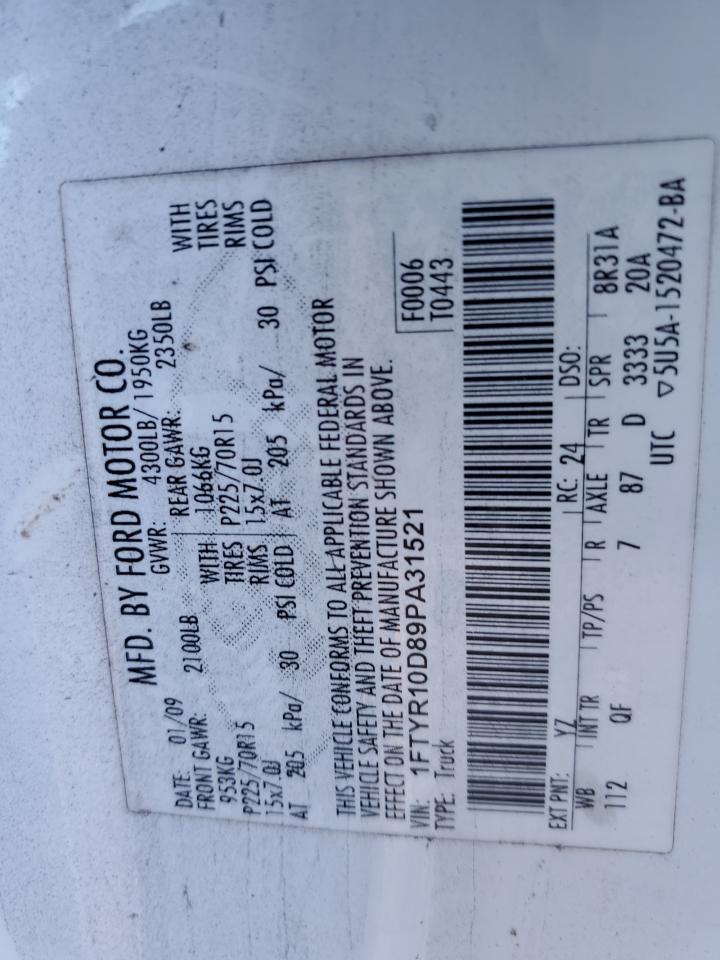 MFD. BY FORD MOTOR CO.
DATE: 01/09 GVWR: 4300LB/ 1950KG
FRONT GAWR: 2100LB REAR GAWR: 2350LB
953KG WITH 1066KG WITH
P225/70R15 TIRES P225/70R15 TIRES
15x7.0J RIMS 15x7.0J RIMS
AT 205 kPa/ 30 PSI COLD AT 205 kPa/ 30 PSI COLD
THIS VEHICLE CONFORMS TO ALL APPLICABLE FEDERAL MOTOR
VEHICLE SAFETY AND THEFT PREVENTION STANDARDS IN
EFFECT ON THE DATE OF MANUFACTURE SHOWN ABOVE.
VIN: 1FTYR10D89PA31521 F0006
TYPE: Truck T0443
EXT PNT: YZ RC: 24 DSO:
WB INT TR TP/PS R AXLE TR SPR 8R31A
112 QF 7 87 D 3333 20A
UTC ▽5U5A-1520472-BA